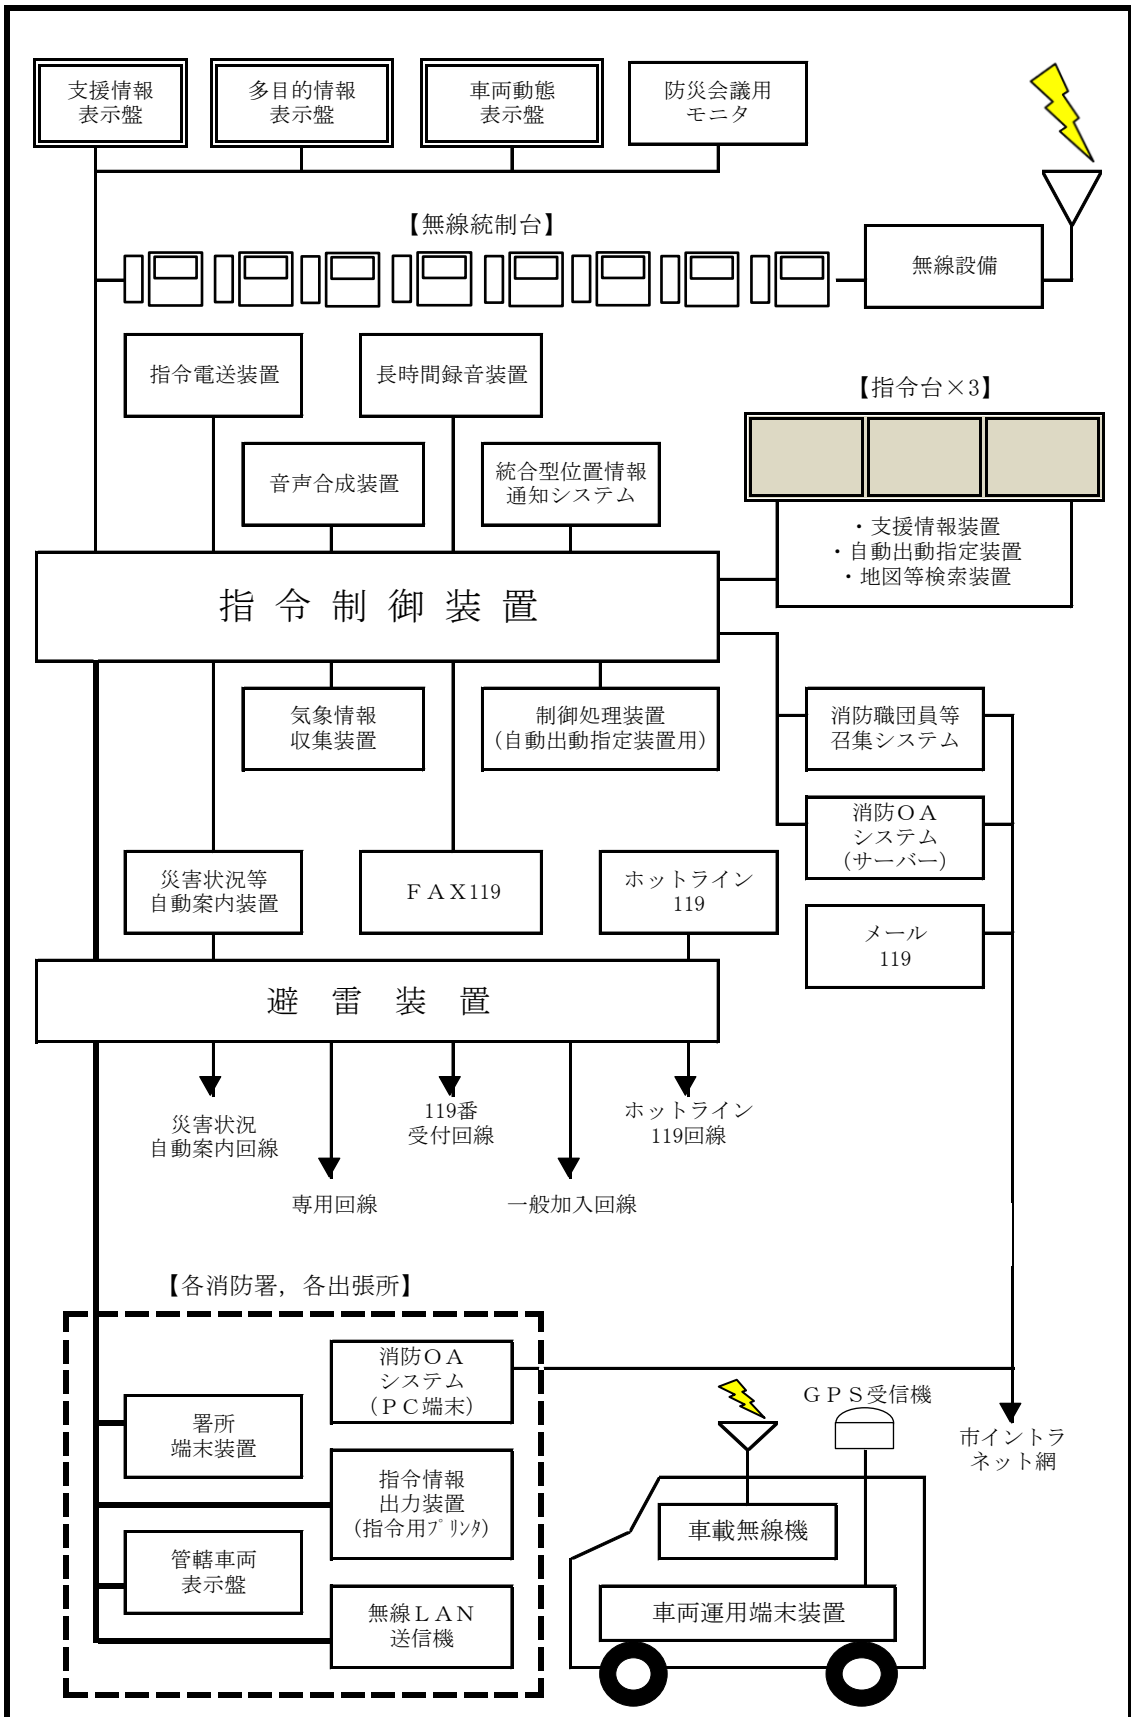 支援情報
表示盤
多目的情報
表示盤
車両動態
表示盤
防災会議用
モニタ
【無線統制台】
無線設備
指令電送装置
長時間録音装置
【指令台×3】
音声合成装置
統合型位置情報
通知システム
・支援情報装置
・自動出動指定装置
・地図等検索装置
指令制御装置
気象情報
収集装置
制御処理装置
(自動出動指定装置用)
消防職団員等
召集システム
消防ＯＡ
システム
(サーバー)
災害状況等
自動案内装置
ＦＡＸ119
ホットライン
119
メール
119
避雷装置
災害状況
自動案内回線
119番
受付回線
ホットライン
119回線
専用回線
一般加入回線
【各消防署，各出張所】
消防ＯＡ
システム
(ＰＣ端末)
署所
端末装置
指令情報
出力装置
(指令用ﾌﾟﾘﾝﾀ)
管轄車両
表示盤
無線ＬＡＮ
送信機
ＧＰＳ受信機
市イントラ
ネット網
車載無線機
車両運用端末装置